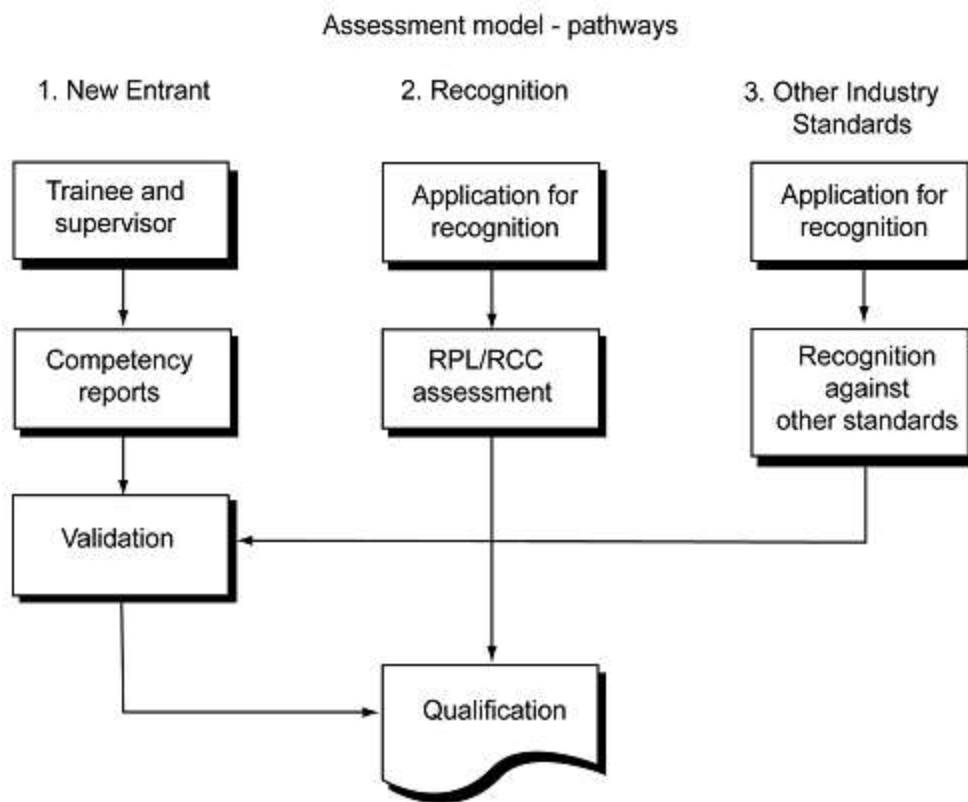 Assessment model - pathways
1. New Entrant
2. Recognition
3. Other Industry
Standards
Trainee and
supervisor
Application for
recognition
Application for
recognition
Competency
reports
RPL/RCC
assessment
Recognition
against
other standards
Validation
Qualification